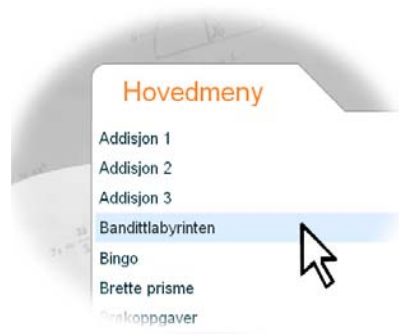 Hovedmeny
Addisjon 1
Addisjon 2
Addisjon 3
Bandittlabyrinten
Bingo
Brette prisme